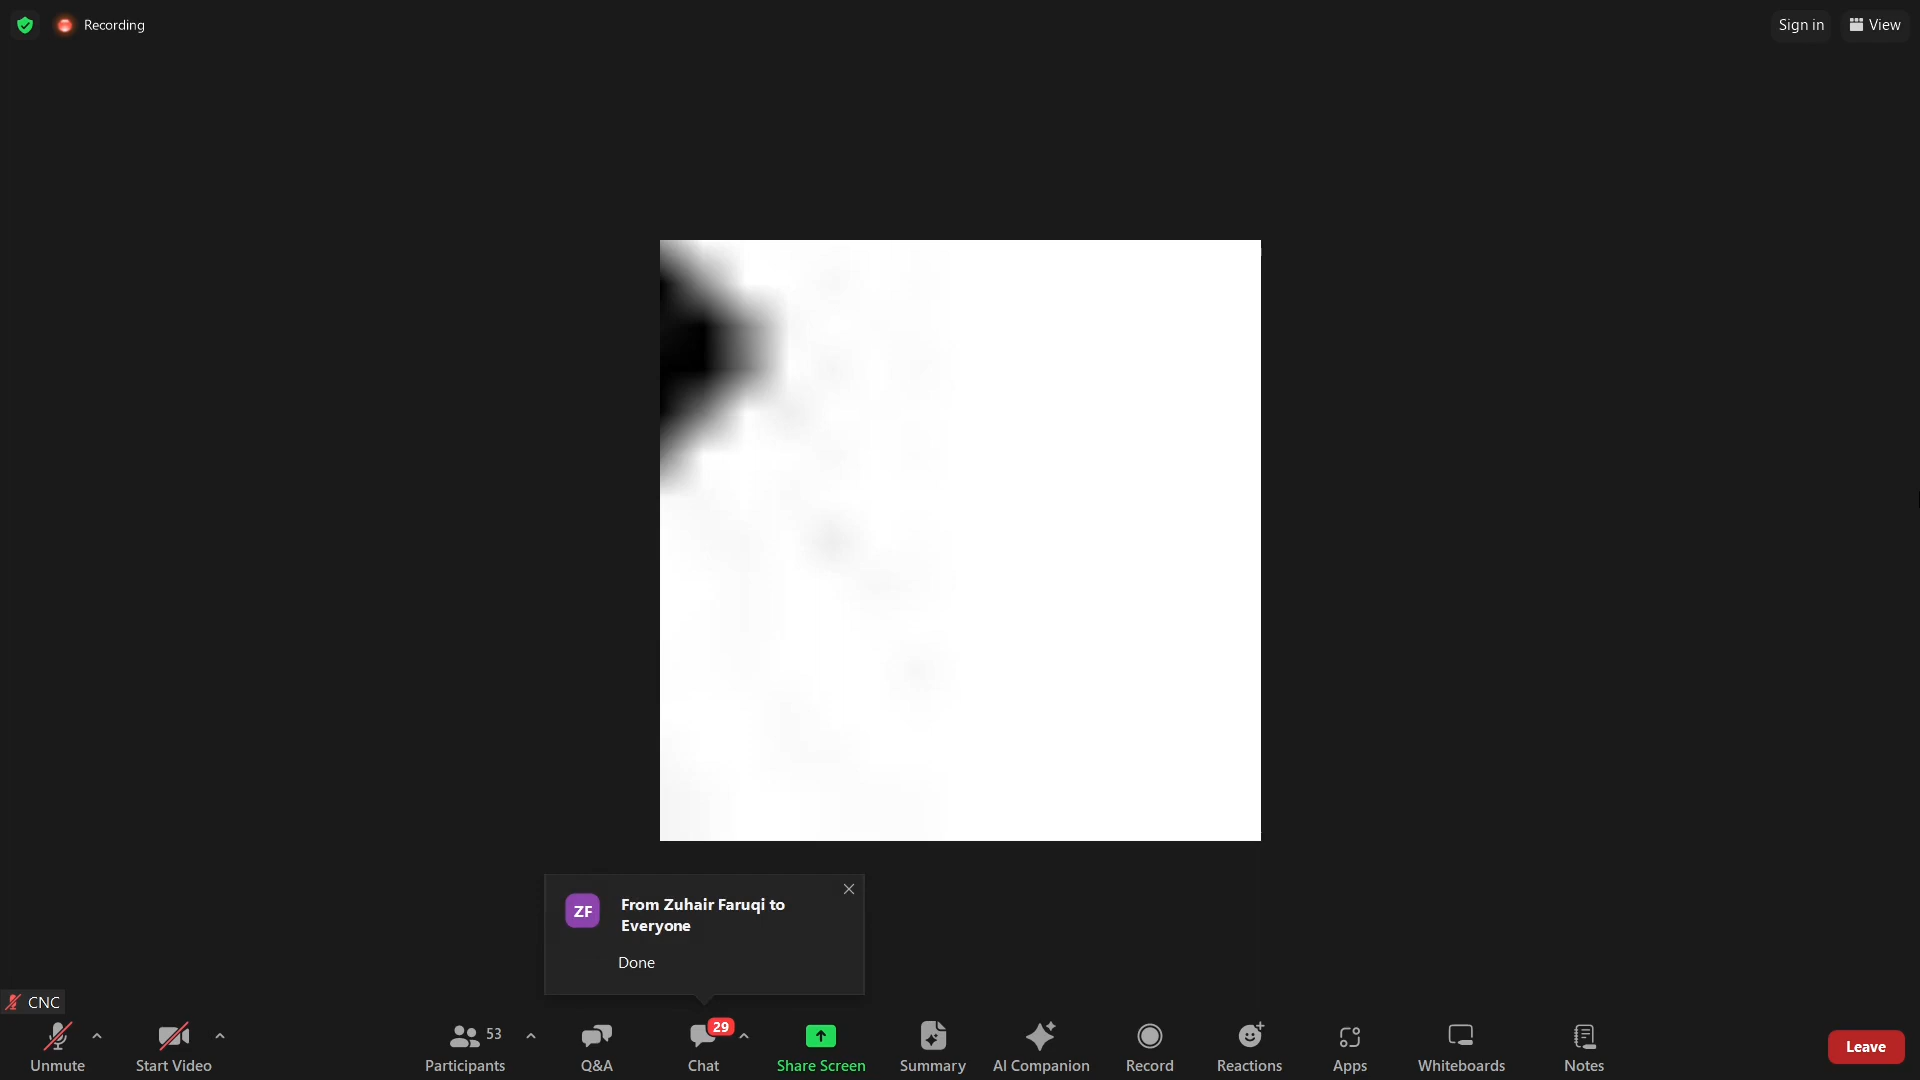 Recording
Sign in
View
ZF
From Zuhair Faruqi to
Everyone
Done
CNC
Unmute
Start Video
53
Participants
Q&A
29
Chat
Share Screen
Summary
AI Companion
Record
Reactions
Apps
Whiteboards
Notes
Leave